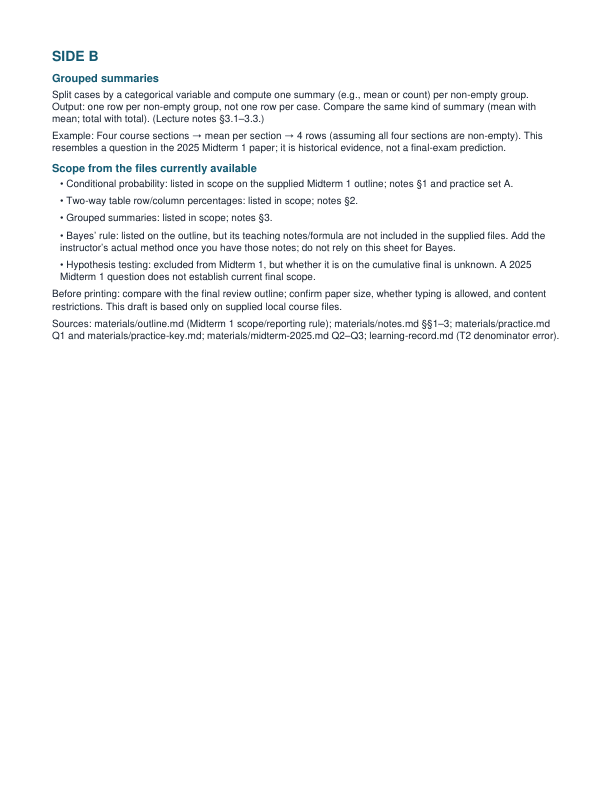 SIDE B
Grouped summaries
Split cases by a categorical variable and compute one summary (e.g., mean or count) per non-empty group.
Output: one row per non-empty group, not one row per case. Compare the same kind of summary (mean with
mean; total with total). (Lecture notes §3.1–3.3.)
Example: Four course sections → mean per section → 4 rows (assuming all four sections are non-empty). This
resembles a question in the 2025 Midterm 1 paper; it is historical evidence, not a final-exam prediction.
Scope from the files currently available
• Conditional probability: listed in scope on the supplied Midterm 1 outline; notes §1 and practice set A.
• Two-way table row/column percentages: listed in scope; notes §2.
• Grouped summaries: listed in scope; notes §3.
• Bayes’ rule: listed on the outline, but its teaching notes/formula are not included in the supplied files. Add the
instructor’s actual method once you have those notes; do not rely on this sheet for Bayes.
• Hypothesis testing: excluded from Midterm 1, but whether it is on the cumulative final is unknown. A 2025
Midterm 1 question does not establish current final scope.
Before printing: compare with the final review outline; confirm paper size, whether typing is allowed, and content
restrictions. This draft is based only on supplied local course files.
Sources: materials/outline.md (Midterm 1 scope/reporting rule); materials/notes.md §§1–3; materials/practice.md
Q1 and materials/practice-key.md; materials/midterm-2025.md Q2–Q3; learning-record.md (T2 denominator error).